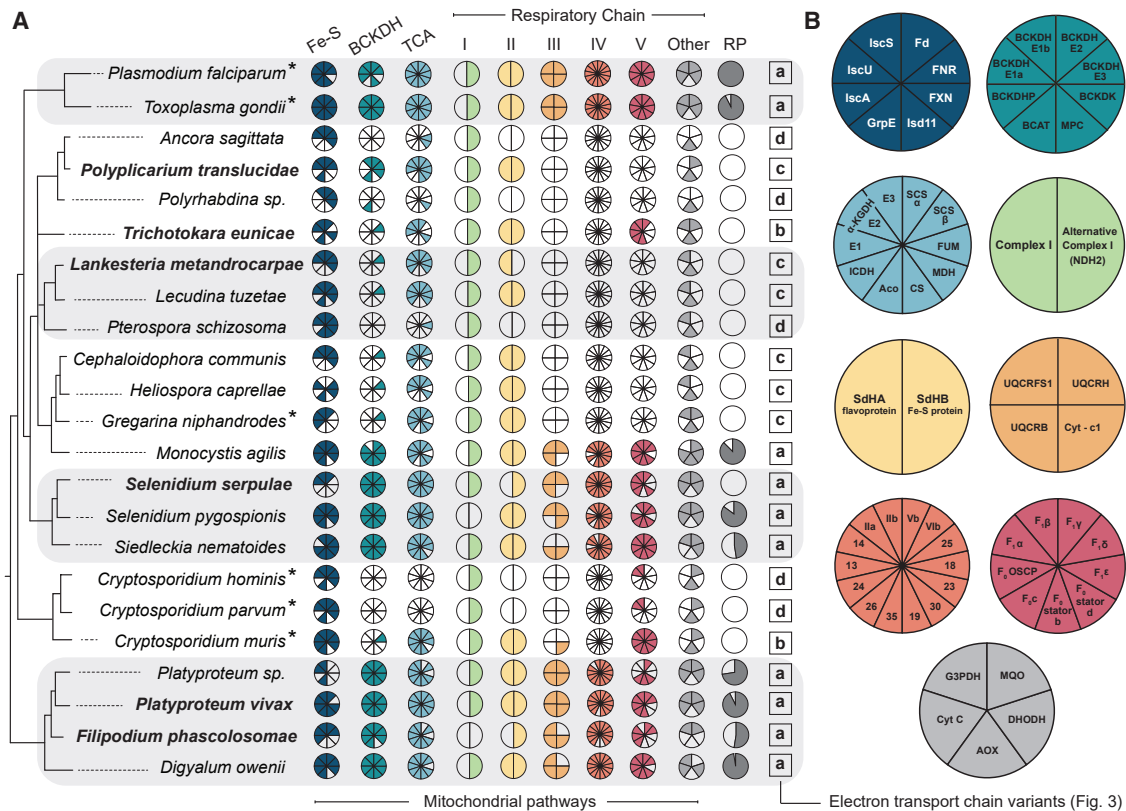 A
Respiratory Chain
B
Fe-S BCKDH TCA I II III IV V Other RP
Plasmodium falciparum* a
Toxoplasma gondii* a
Ancora sagittata d
Polyplicarium translucidae c
Polyrhabdina sp. d
Trichotokara eunicae b
Lankesteria metandrocarpae c
Lecudina tuzetae c
Pterospora schizosoma d
Cephaloidophora communis c
Heliospora caprellae c
Gregarina niphandrodes* c
Monocystis agilis a
Selenidium serpulae a
Selenidium pygospionis a
Siedleckia nematoides a
Cryptosporidium hominis* d
Cryptosporidium parvum* d
Cryptosporidium muris* b
Platyproteum sp. a
Platyproteum vivax a
Filipodium phascolosomae a
Digyalum owenii a
Mitochondrial pathways
Electron transport chain variants (Fig. 3)
IscS Fd
IscU FNR
IscA FXN
GrpE Isd11
BCKDH E1b
BCKDH E2
BCKDH E1a
BCKDH E3
BCKDHP BCKDK
BCAT MPC
α-KGDH
E3
SCS α
E2
SCS β
E1 FUM
ICDH MDH
Aco CS
Complex I
Alternative
Complex I
(NDH2)
SdHA
flavoprotein
SdHB
Fe-S protein
UQCRFS1 UQCRH
UQCRB Cyt - c1
IIa IIb Vb VIb
14 25
13 18
24 23
26 35 19 30
F₁β F₁γ
F₁α F₁δ
F₀ OSCP F₁ε
F₀c
F₀ stator b
F₀ stator d
G3PDH MQO
Cyt C DHODH
AOX